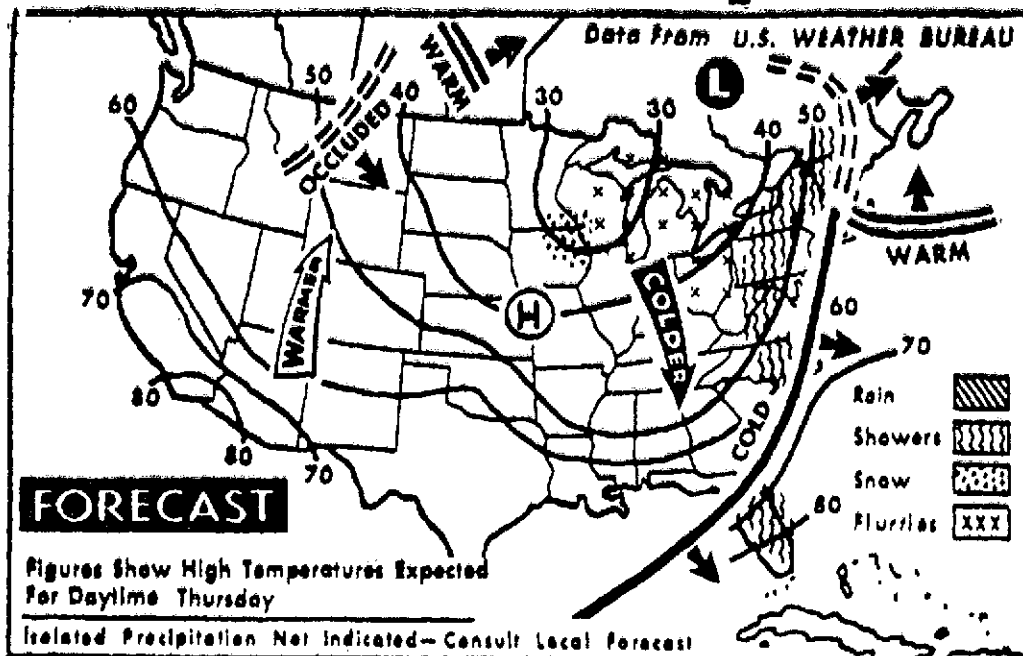 Data From U.S. WEATHER BUREAU
L
WARM
50
OCCLUDED
40
30
30
40
50
60
WARM
70
WARMER
H
COLDER
60
70
80
80
70
COLD
80
Rain
Showers
Snow
Flurries
XXX
FORECAST
Figures Show High Temperatures Expected
For Daytime Thursday
Isolated Precipitation Not Indicated—Consult Local Forecast